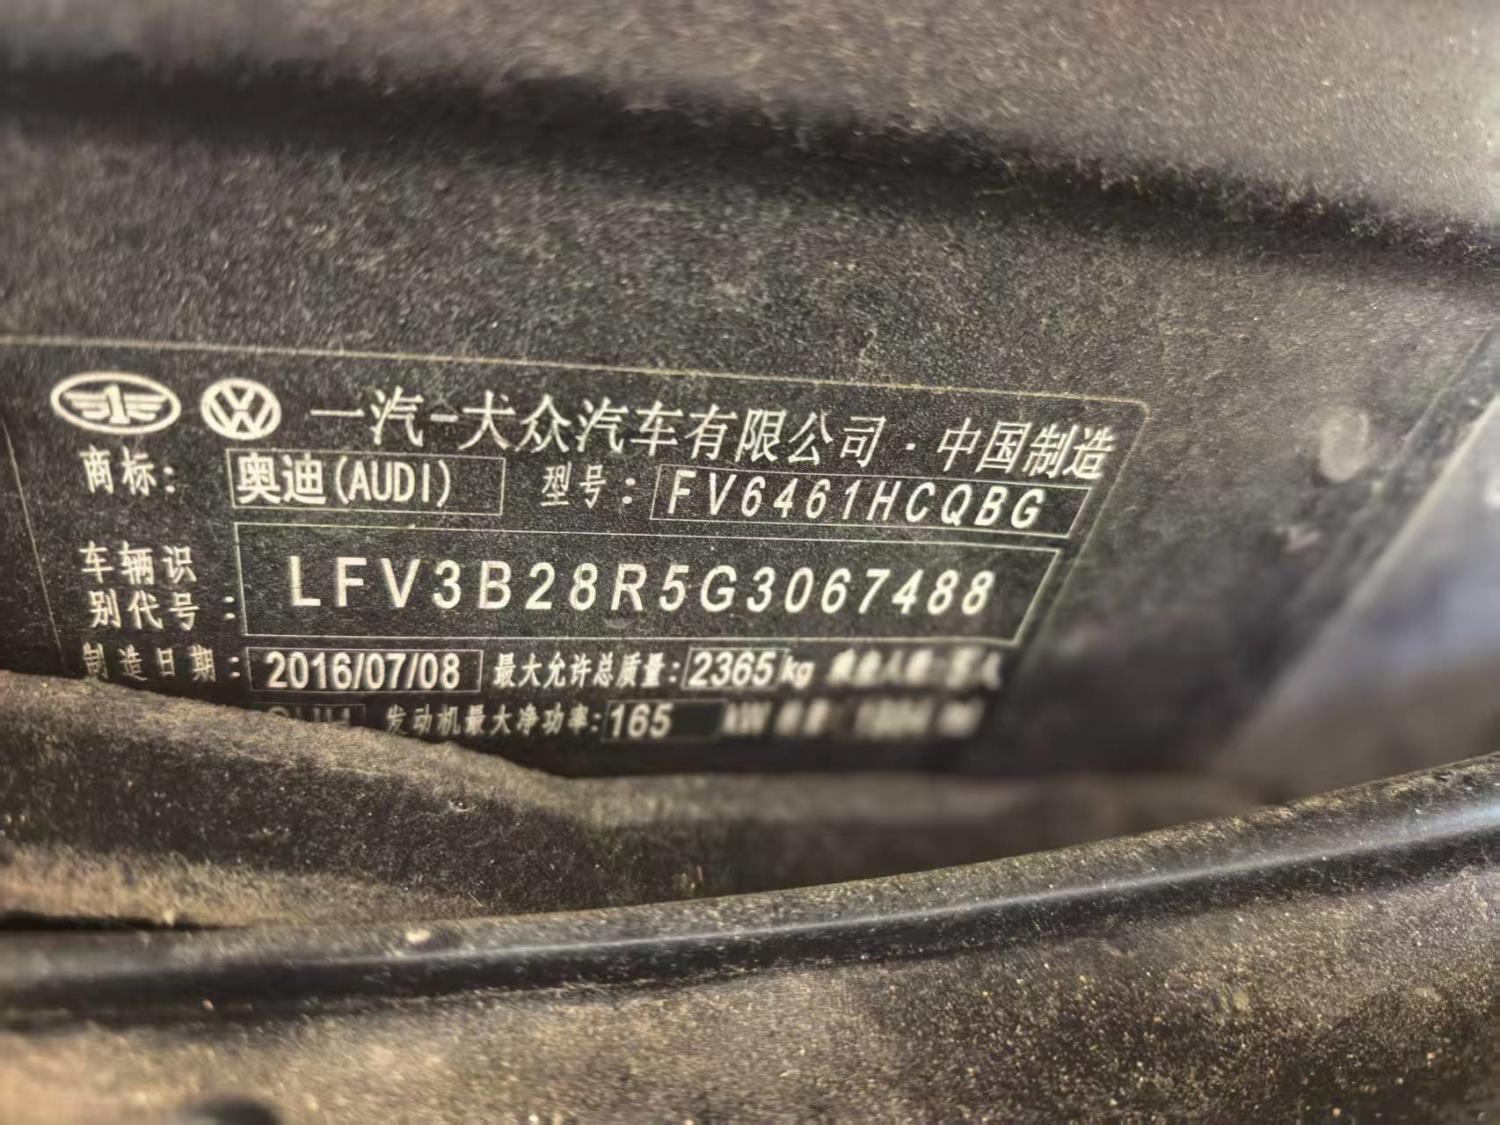 一汽-大众汽车有限公司·中国制造
商标: 奥迪(AUDI) 型号: FV6461HCQBG
车辆识别代号: LFV3B28R5G3067488
制造日期: 2016/07/08 最大允许总质量: 2365kg
发动机最大净功率: 165 kW